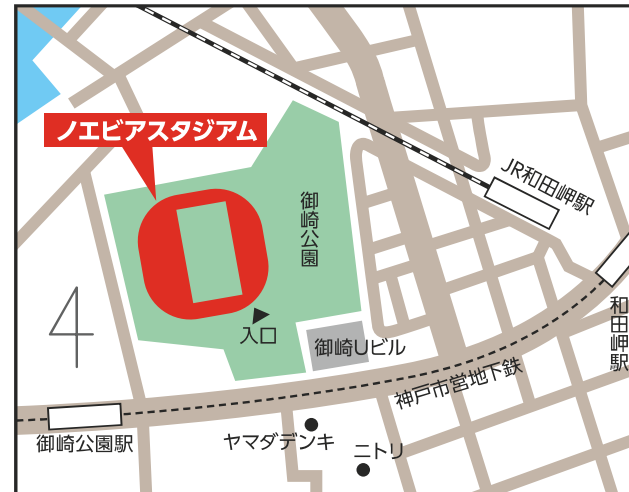 ノエビアスタジアム
御崎公園
JR和田岬駅
4
入口
御崎Uビル
和田岬駅
神戸市営地下鉄
御崎公園駅
ヤマダデンキ
ニトリ